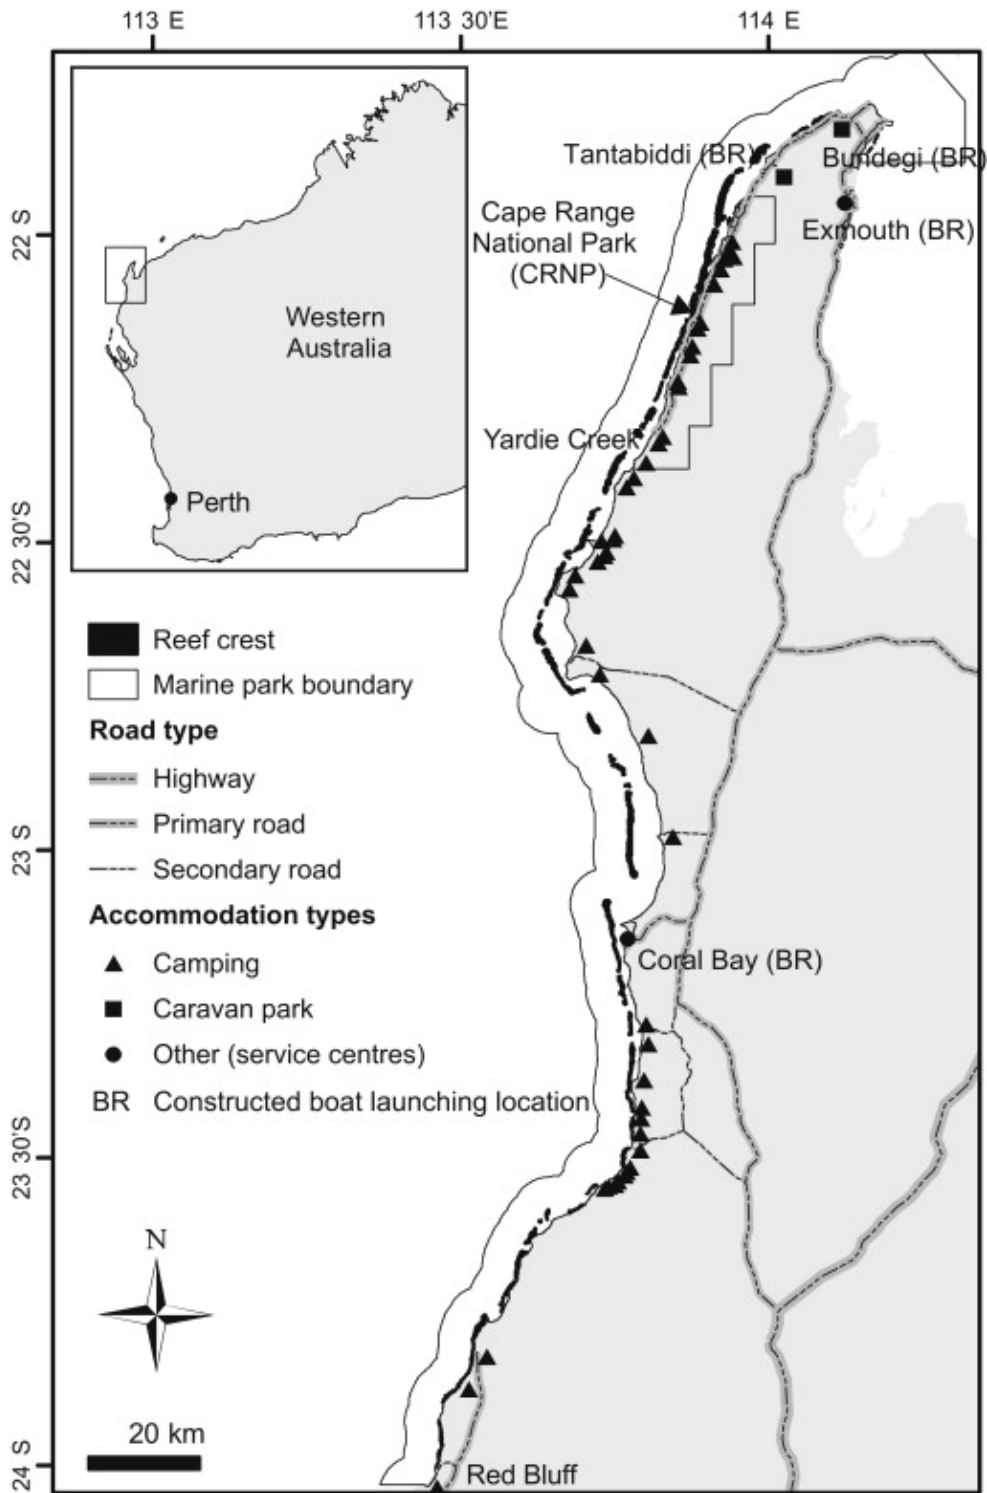 113 E
113 30'E
114 E
22 S
22 30'S
23 S
23 30'S
24 S
Western
Australia
Perth
Tantabiddi (BR)
Bundegi (BR)
Cape Range
National Park
(CRNP)
Exmouth (BR)
Yardie Creek
Coral Bay (BR)
Red Bluff
Reef crest
Marine park boundary
Road type
Highway
Primary road
Secondary road
Accommodation types
Camping
Caravan park
Other (service centres)
BR Constructed boat launching location
N
20 km